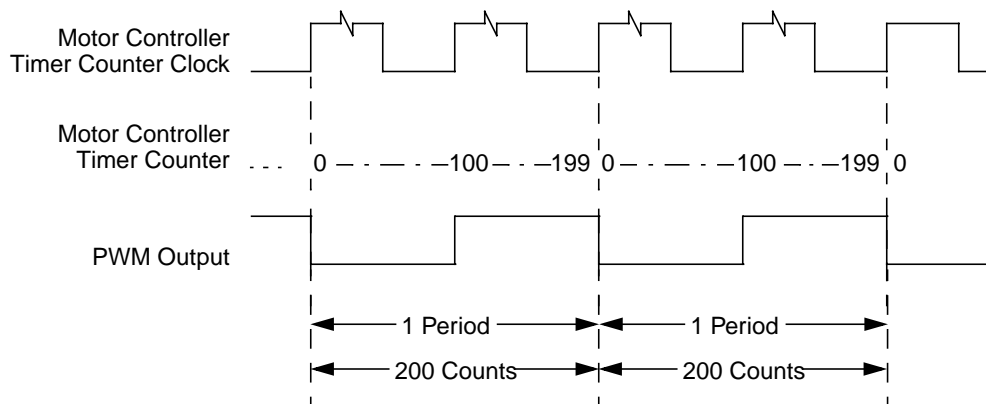 Motor Controller
Timer Counter Clock
Motor Controller
Timer Counter
0 100 199 0 100 199 0
PWM Output
1 Period 1 Period
200 Counts 200 Counts